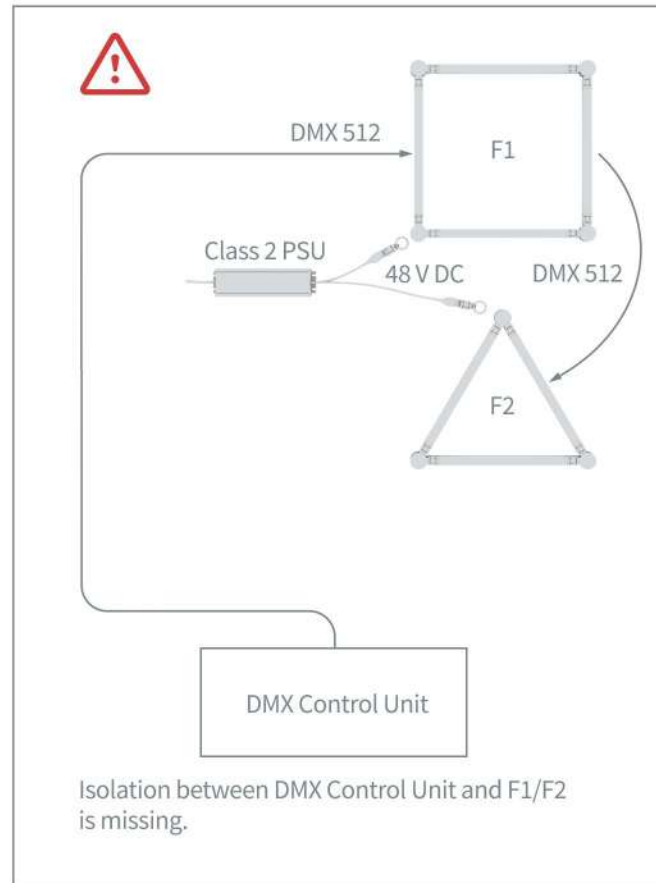 DMX 512
F1
Class 2 PSU
48 V DC
DMX 512
F2
DMX Control Unit
Isolation between DMX Control Unit and F1/F2
is missing.